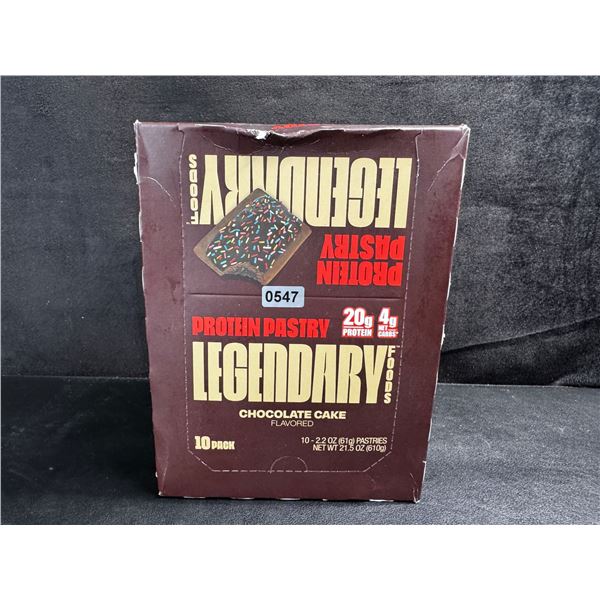 LEGENDARY
FOODS
PROTEIN
PASTRY
0547
PROTEIN PASTRY
20g
PROTEIN
4g
NET
CARBS*
LEGENDARY
FOODS
CHOCOLATE CAKE
FLAVORED
10 PACK
10 - 2.2 OZ (61g) PASTRIES
NET WT 21.5 OZ (610g)